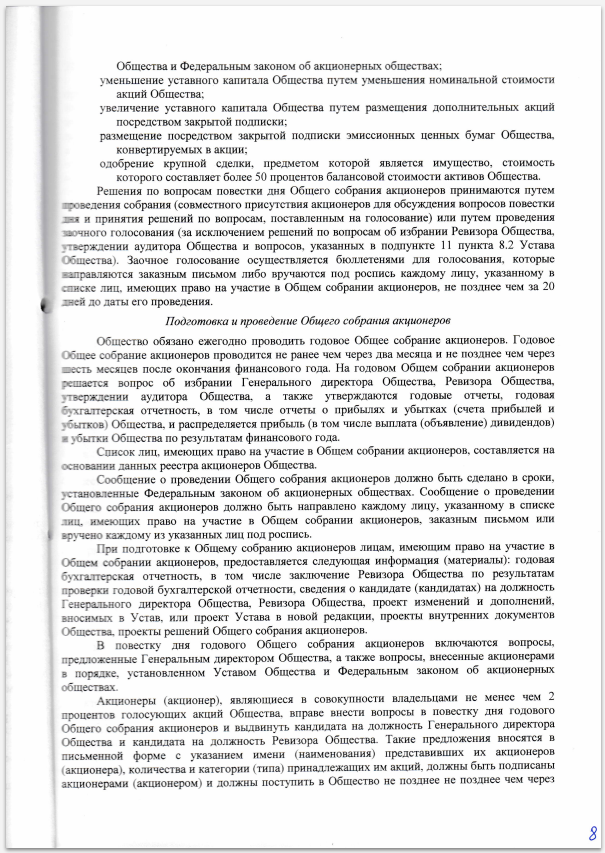 Общества и Федеральным законом об акционерных обществах;
уменьшение уставного капитала Общества путем уменьшения номинальной стоимости
акций Общества;
увеличение уставного капитала Общества путем размещения дополнительных акций
посредством закрытой подписки;
размещение посредством закрытой подписки эмиссионных ценных бумаг Общества,
конвертируемых в акции;
одобрение крупной сделки, предметом которой является имущество, стоимость
которого составляет более 50 процентов балансовой стоимости активов Общества.
Решения по вопросам повестки дня Общего собрания акционеров принимаются путем
проведения собрания (совместного присутствия акционеров для обсуждения вопросов повестки
дня и принятия решений по вопросам, поставленным на голосование) или путем проведения
заочного голосования (за исключением решений по вопросам об избрании Ревизора Общества,
утверждении аудитора Общества и вопросов, указанных в подпункте 11 пункта 8.2 Устава
Общества). Заочное голосование осуществляется бюллетенями для голосования, которые
направляются заказным письмом либо вручаются под роспись каждому лицу, указанному в
списке лиц, имеющих право на участие в Общем собрании акционеров, не позднее чем за 20
дней до даты его проведения.
Подготовка и проведение Общего собрания акционеров
Общество обязано ежегодно проводить годовое Общее собрание акционеров. Годовое
Общее собрание акционеров проводится не ранее чем через два месяца и не позднее чем через
шесть месяцев после окончания финансового года. На годовом Общем собрании акционеров
решается вопрос об избрании Генерального директора Общества, Ревизора Общества,
утверждении аудитора Общества, а также утверждаются годовые отчеты, годовая
бухгалтерская отчетность, в том числе отчеты о прибылях и убытках (счета прибылей и
убытков) Общества, и распределяется прибыль (в том числе выплата (объявление) дивидендов)
и убытки Общества по результатам финансового года.
Список лиц, имеющих право на участие в Общем собрании акционеров, составляется на
основании данных реестра акционеров Общества.
Сообщение о проведении Общего собрания акционеров должно быть сделано в сроки,
установленные Федеральным законом об акционерных обществах. Сообщение о проведении
Общего собрания акционеров должно быть направлено каждому лицу, указанному в списке
лиц, имеющих право на участие в Общем собрании акционеров, заказным письмом или
вручено каждому из указанных лиц под роспись.
При подготовке к Общему собранию акционеров лицам, имеющим право на участие в
Общем собрании акционеров, предоставляется следующая информация (материалы): годовая
бухгалтерская отчетность, в том числе заключение Ревизора Общества по результатам
проверки годовой бухгалтерской отчетности, сведения о кандидате (кандидатах) на должность
Генерального директора Общества, Ревизора Общества, проект изменений и дополнений,
вносимых в Устав, или проект Устава в новой редакции, проекты внутренних документов
Общества, проекты решений Общего собрания акционеров.
В повестку дня годового Общего собрания акционеров включаются вопросы,
предложенные Генеральным директором Общества, а также вопросы, внесенные акционерами
в порядке, установленном Уставом Общества и Федеральным законом об акционерных
обществах.
Акционеры (акционер), являющиеся в совокупности владельцами не менее чем 2
процентов голосующих акций Общества, вправе внести вопросы в повестку дня годового
Общего собрания акционеров и выдвинуть кандидата на должность Генерального директора
Общества и кандидата на должность Ревизора Общества. Такие предложения вносятся в
письменной форме с указанием имени (наименования) представивших их акционеров
(акционера), количества и категории (типа) принадлежащих им акций, должны быть подписаны
акционерами (акционером) и должны поступить в Общество не позднее не позднее чем через
8